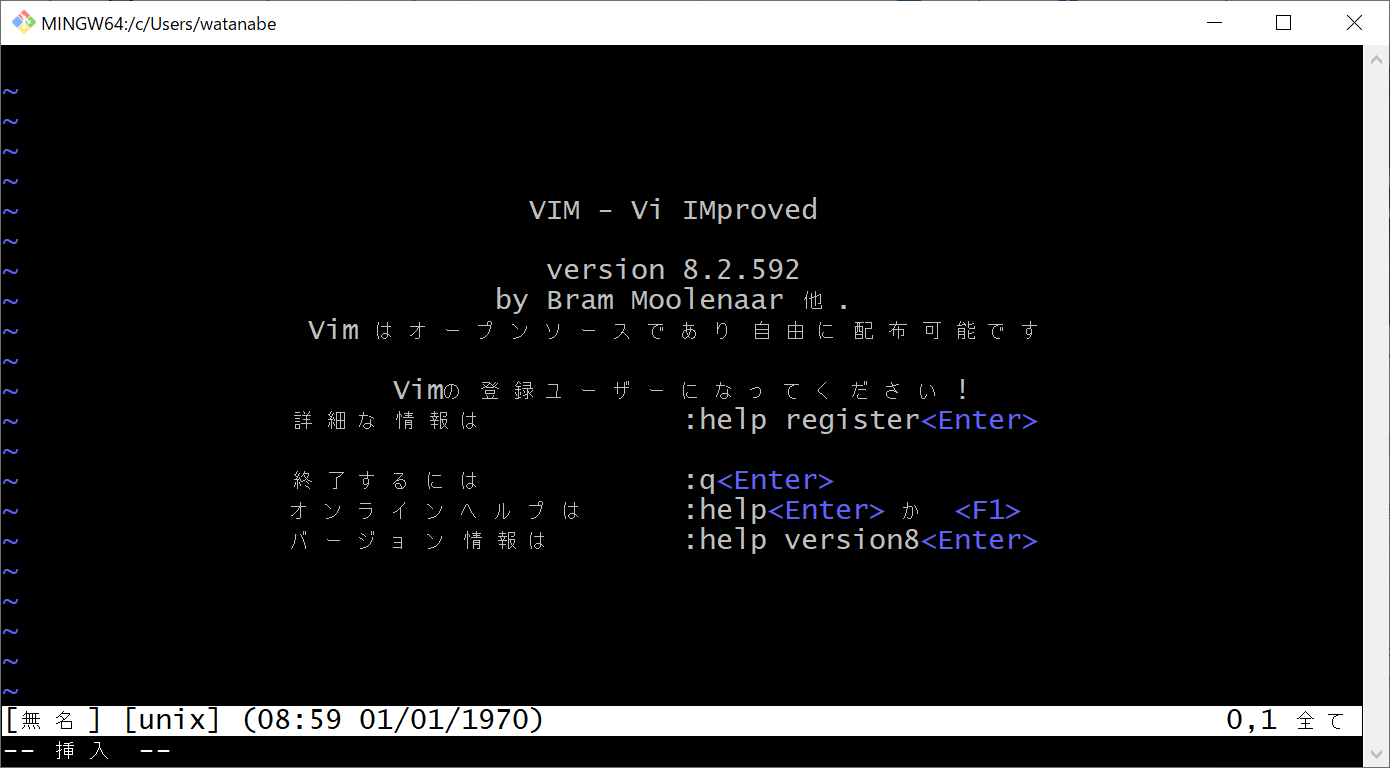 MINGW64:/c/Users/watanabe
~
~
~
~
VIM - Vi IMproved
~
~
version 8.2.592
~
by Bram Moolenaar 他.
~
Vim はオープンソースであり自由に配布可能です
~
~
Vimの登録ユーザーになってください!
~
詳細な情報は :help register<Enter>
~
~
終了するには :q<Enter>
~
オンラインヘルプは :help<Enter> か <F1>
~
バージョン情報は :help version8<Enter>
~
~
~
~
~
~
[無名] [unix] (08:59 01/01/1970) 0,1 全て
-- 挿入 --